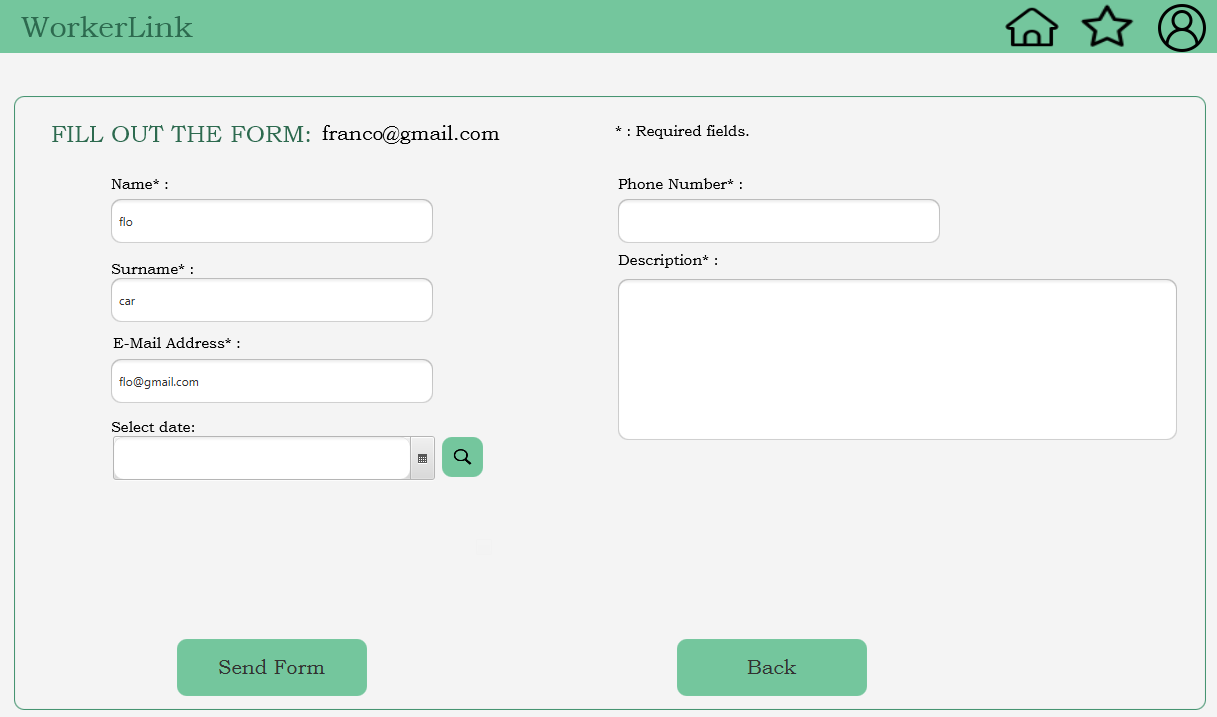 WorkerLink
FILL OUT THE FORM: franco@gmail.com
* : Required fields.
Name* :
flo
Surname* :
car
E-Mail Address* :
flo@gmail.com
Select date:
Phone Number* :
Description* :
Send Form
Back